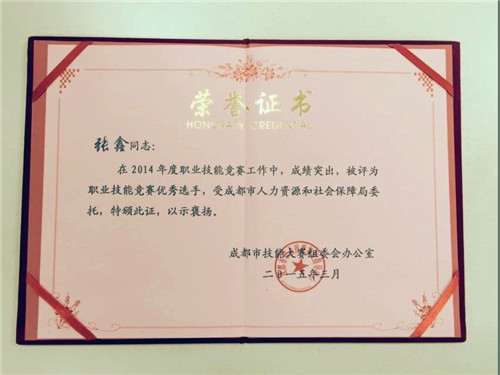 荣誉证书
HONORARY CREDENTIAL
张鑫同志：
在2014年度职业技能竞赛工作中，成绩突出，被评为
职业技能竞赛优秀选手，受成都市人力资源和社会保障局委
托，特颁此证，以示褒扬。
成都市技能大赛组委会办公室
二〇一五年三月